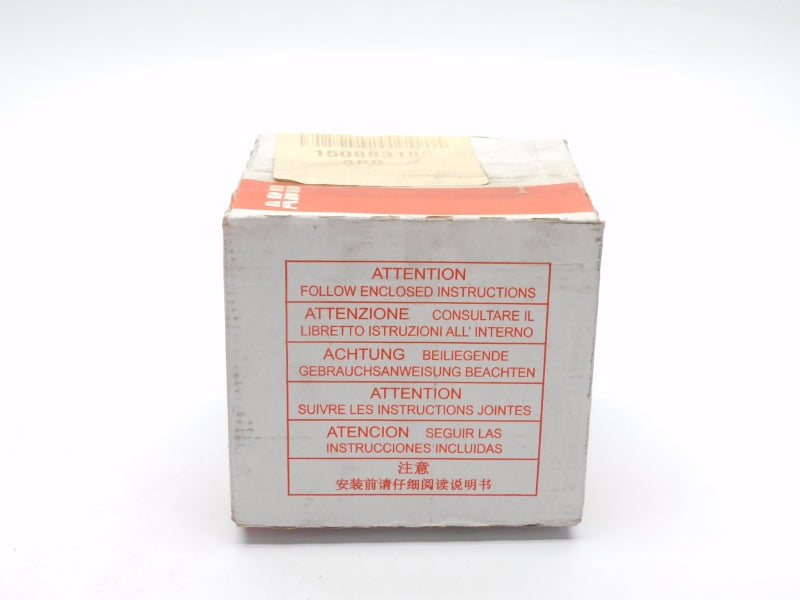 ABB
ATTENTION
FOLLOW ENCLOSED INSTRUCTIONS
ATTENZIONE CONSULTARE IL
LIBRETTO ISTRUZIONI ALL' INTERNO
ACHTUNG BEILIEGENDE
GEBRAUCHSANWEISUNG BEACHTEN
ATTENTION
SUIVRE LES INSTRUCTIONS JOINTES
ATENCION SEGUIR LAS
INSTRUCCIONES INCLUIDAS
注意
安装前请仔细阅读说明书